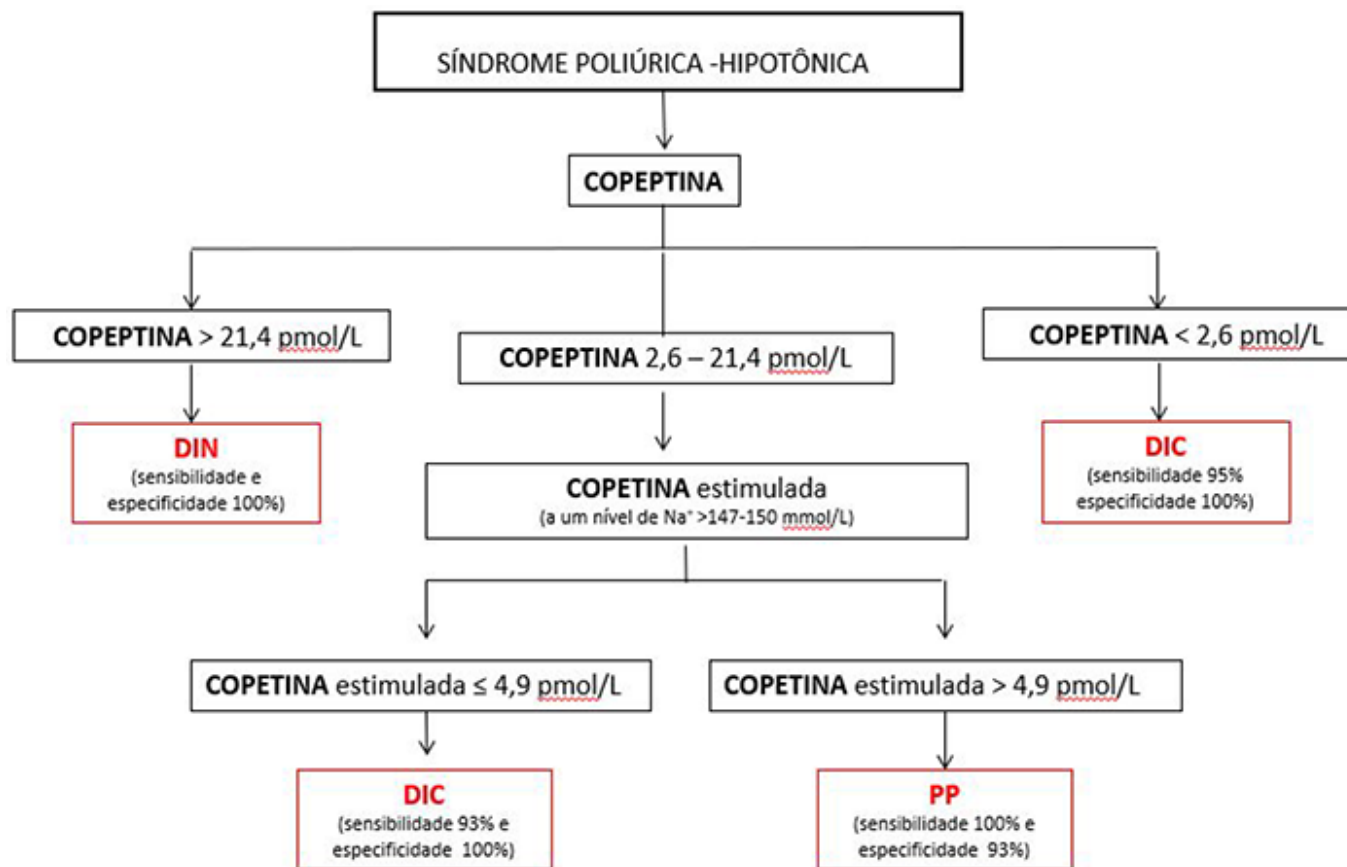 SÍNDROME POLIÚRICA -HIPOTÔNICA
COPEPTINA
COPEPTINA > 21,4 pmol/L
COPEPTINA 2,6 – 21,4 pmol/L
COPEPTINA < 2,6 pmol/L
DIN
(sensibilidade e
especificidade 100%)
DIC
(sensibilidade 95%
especificidade 100%)
COPETINA estimulada
(a um nível de Na⁺ >147-150 mmol/L)
COPETINA estimulada ≤ 4,9 pmol/L
COPETINA estimulada > 4,9 pmol/L
DIC
(sensibilidade 93% e
especificidade 100%)
PP
(sensibilidade 100% e
especificidade 93%)